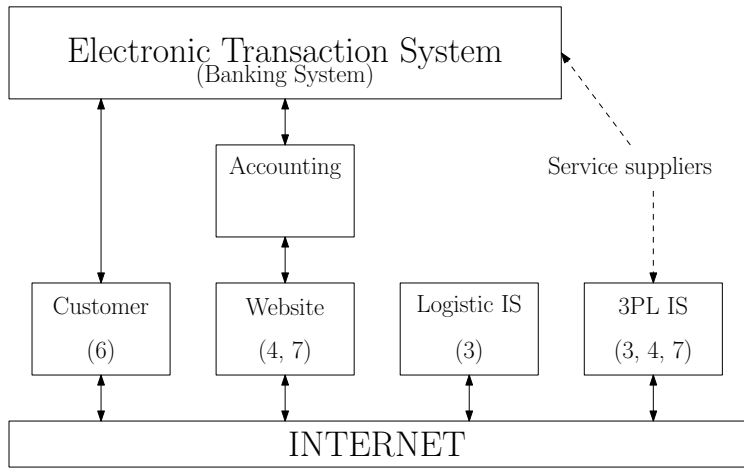 Electronic Transaction System
(Banking System)
Accounting
Service suppliers
Customer
Website
Logistic IS
3PL IS
(6)
(4, 7)
(3)
(3, 4, 7)
INTERNET